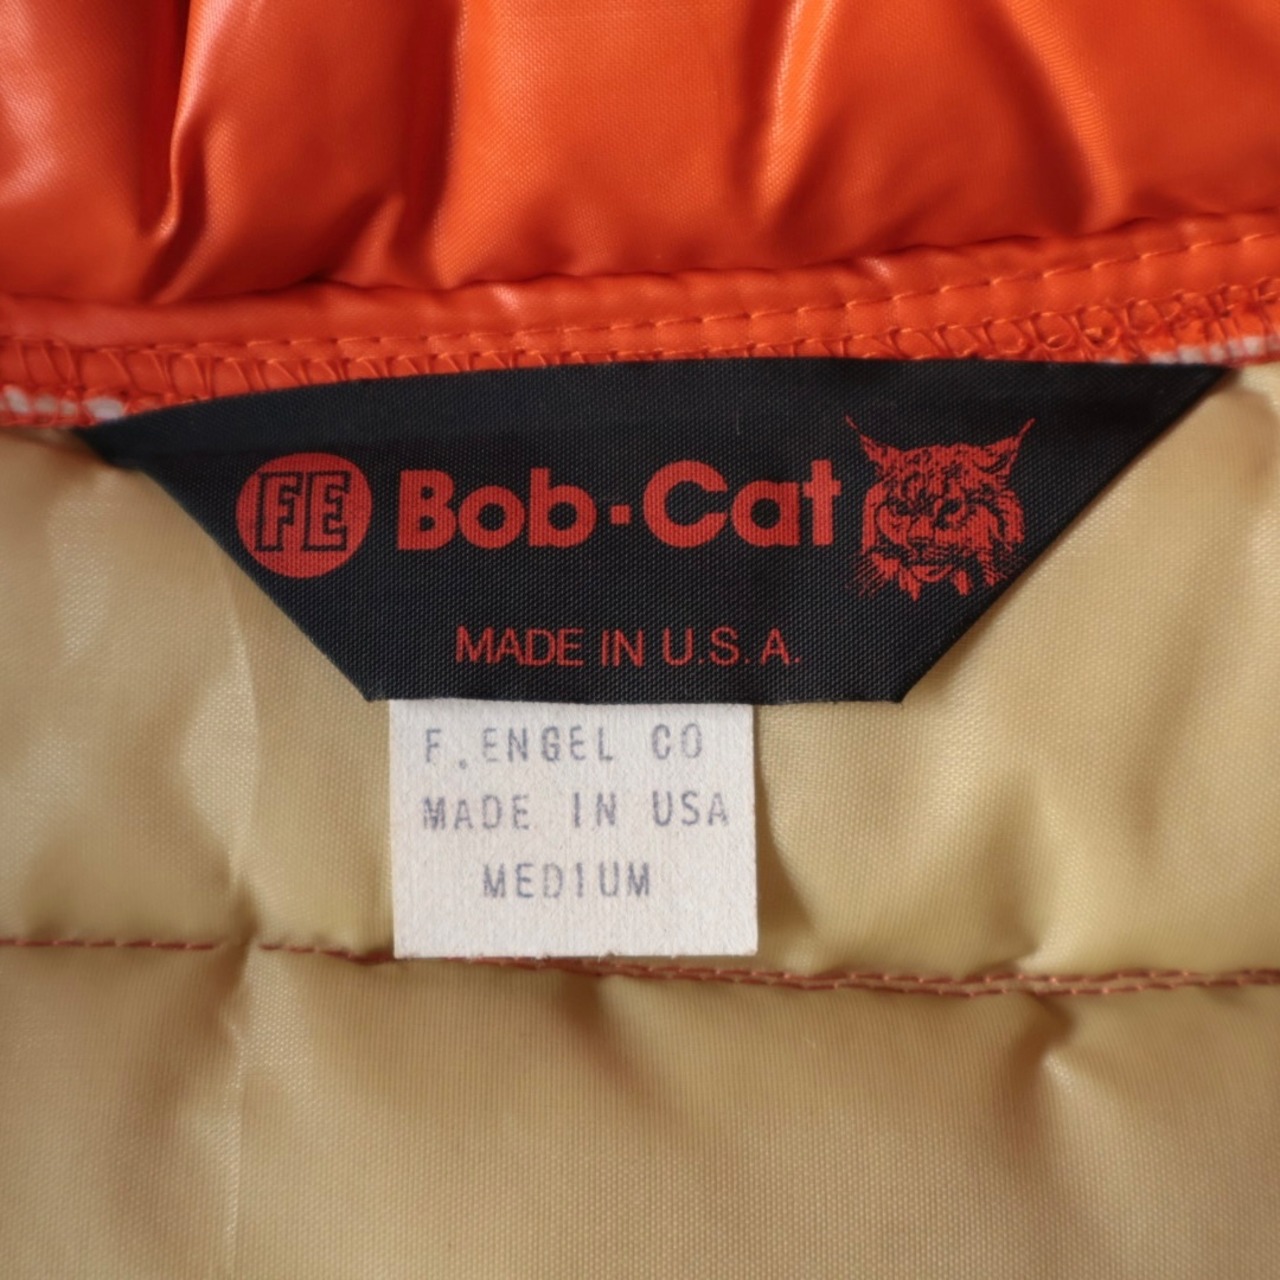 FE Bob-Cat
MADE IN U.S.A.
F.ENGEL CO
MADE IN USA
MEDIUM